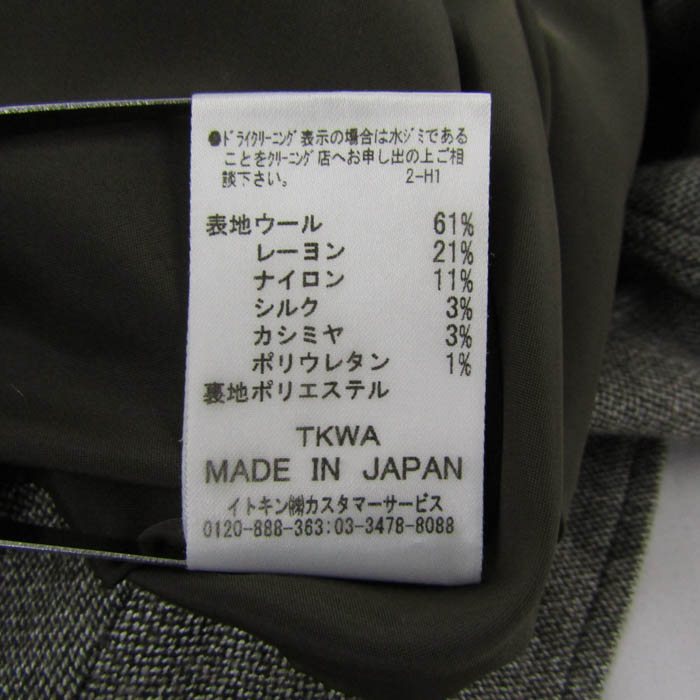 ●ﾄﾞﾗｲｸﾘｰﾆﾝｸﾞ表示の場合は水ジミである
ことをｸﾘｰﾆﾝｸﾞ店へお申し出の上ご相
談下さい。 2-H1
表地ウール 61%
レーヨン 21%
ナイロン 11%
シルク 3%
カシミヤ 3%
ポリウレタン 1%
裏地ポリエステル
TKWA
MADE IN JAPAN
イトキン㈱カスタマーサービス
0120-888-363:03-3478-8088